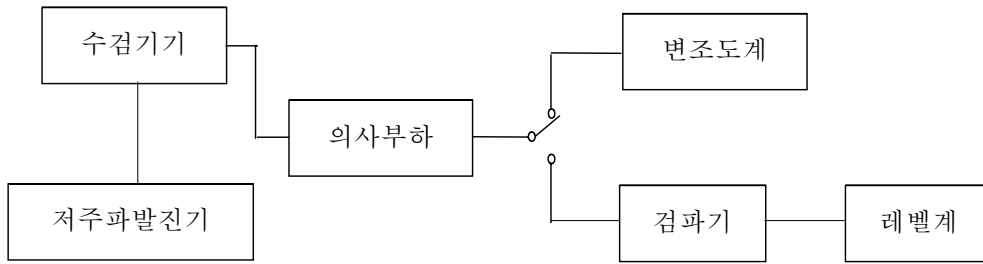 수검기기
변조도계
의사부하
저주파발진기
검파기
레벨계